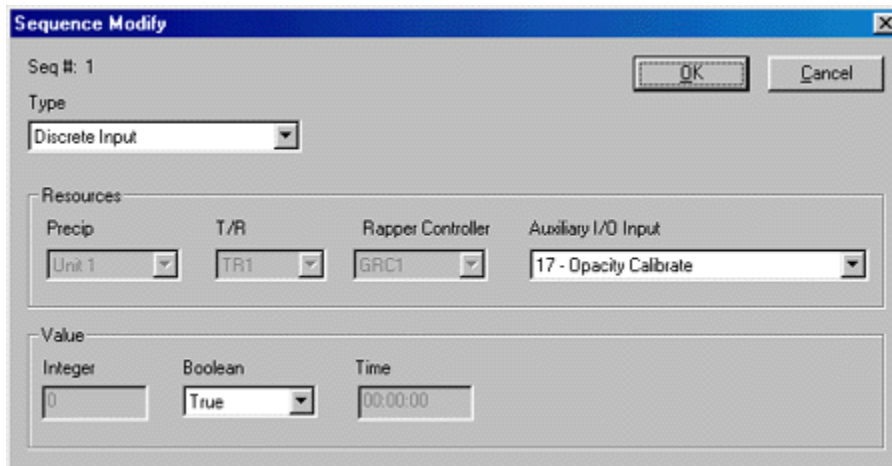 Sequence Modify
Seq #: 1
OK Cancel
Type
Discrete Input
Resources
Precip T/R Rapper Controller Auxiliary I/O Input
Unit 1 TR1 GRC1 17 - Opacity Calibrate
Value
Integer Boolean Time
0 True 00:00:00